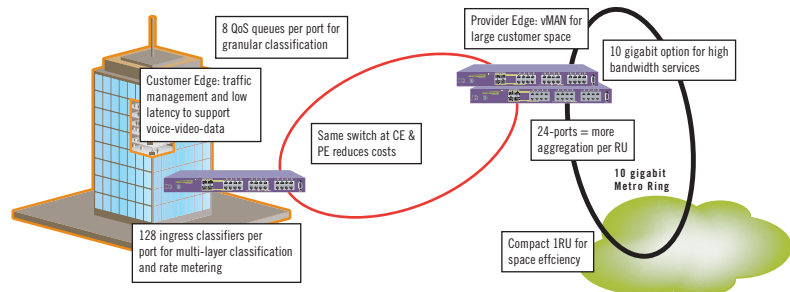 8 QoS queues per port for
granular classification
Customer Edge: traffic
management and low
latency to support
voice-video-data
Same switch at CE &
PE reduces costs
128 ingress classifiers per
port for multi-layer classification
and rate metering
Provider Edge: vMAN for
large customer space
10 gigabit option for high
bandwidth services
24-ports = more
aggregation per RU
10 gigabit
Metro Ring
Compact 1RU for
space effciency